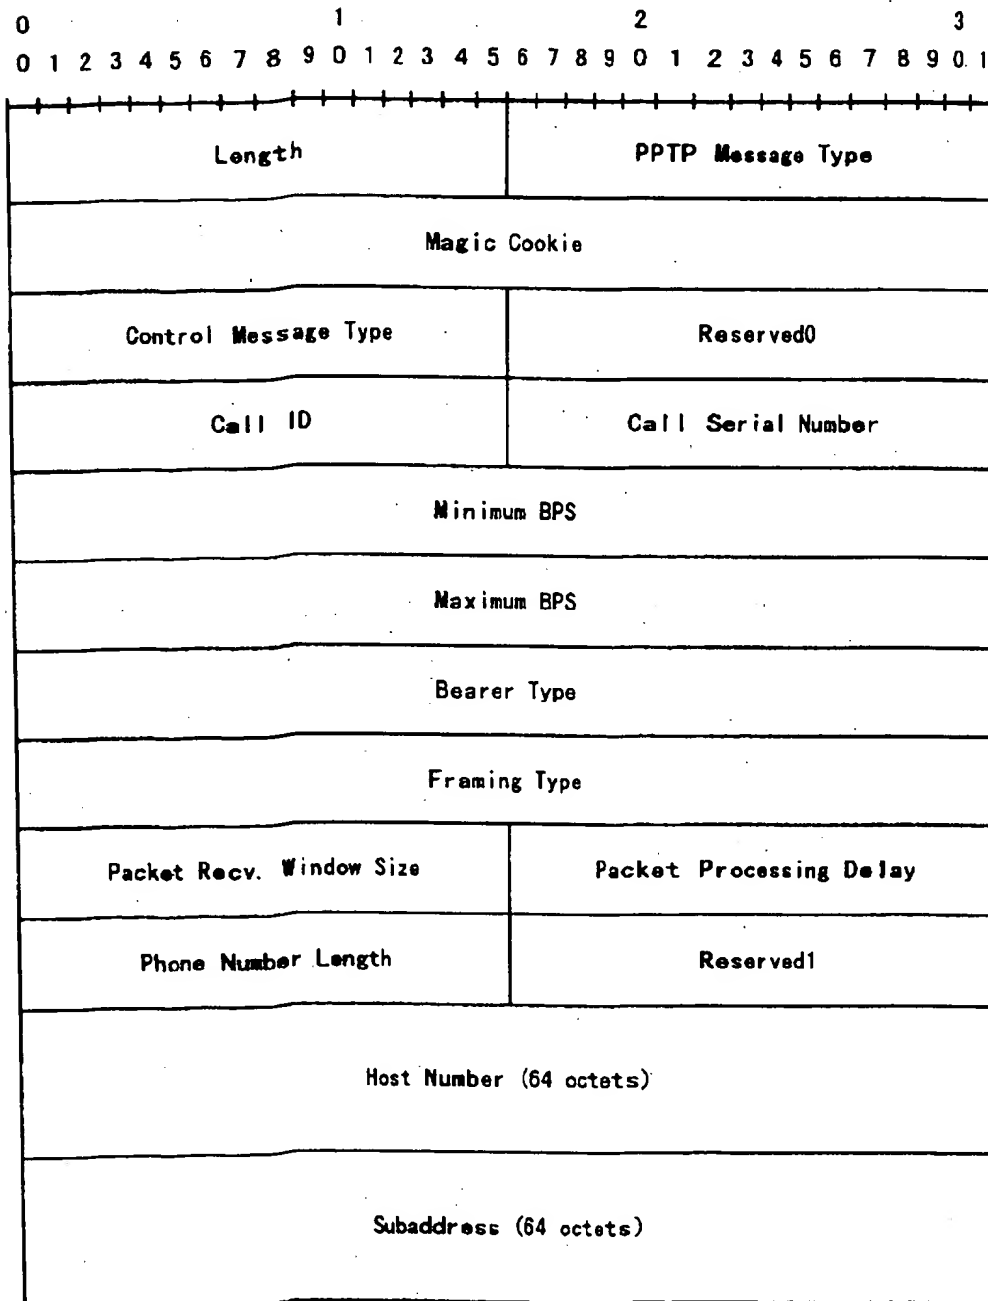 0 1 2 3
0 1 2 3 4 5 6 7 8 9 0 1 2 3 4 5 6 7 8 9 0 1 2 3 4 5 6 7 8 9 0 1
Length PPTP Message Type
Magic Cookie
Control Message Type Reserved0
Call ID Call Serial Number
Minimum BPS
Maximum BPS
Bearer Type
Framing Type
Packet Recv. Window Size Packet Processing Delay
Phone Number Length Reserved1
Host Number (64 octets)
Subaddress (64 octets)